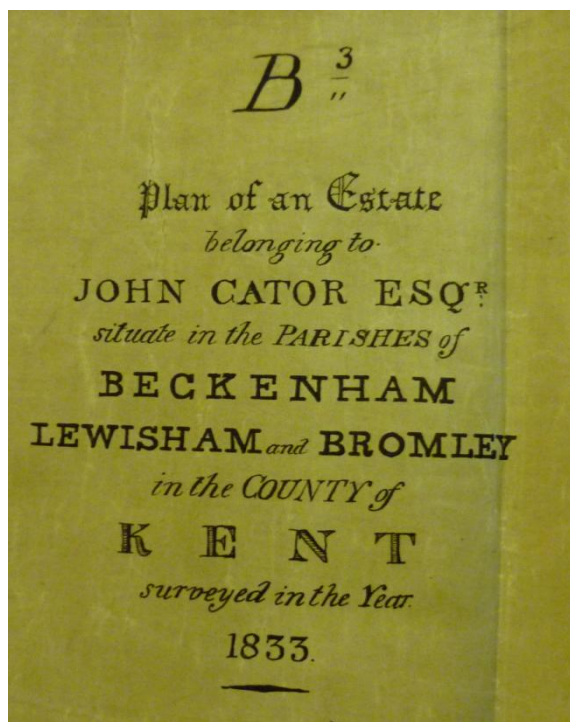 B 3/"
Plan of an Estate
belonging to
JOHN CATOR ESQR.
situate in the PARISHES of
BECKENHAM
LEWISHAM and BROMLEY
in the COUNTY of
KENT
surveyed in the Year
1833.